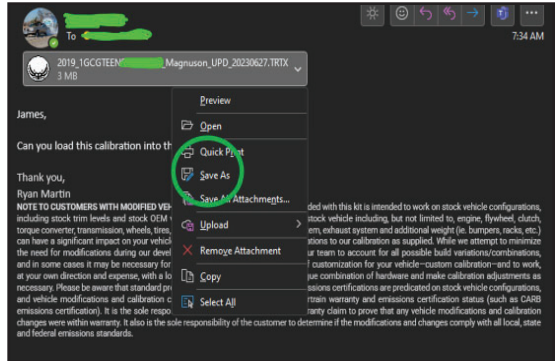 To
7:34 AM
2019_1GCGTEEN Magnuson_UPD_20230627.TRTX
3 MB
Preview
James,
Open
Can you load this calibration into th
Quick Print
Thank you,
Save As
Ryan Martin
Save All Attachments...
NOTE TO CUSTOMERS WITH MODIFIED VEH ded with this kit is intended to work on stock vehicle configurations,
including stock trim levels and stock OEM stock vehicle including, but not limited to, engine, flywheel, clutch,
torque converter, transmission, wheels, tires, em, exhaust system and additional weight (ie. bumpers, racks, etc.)
Upload
can have a significant impact on your vehicl ations to our calibration as supplied. While we attempt to minimize
the need for modifications during our devel ur team to account for all possible build variations/combinations,
Remove Attachment
and in some cases it may be necessary for f customization for your vehicle—custom calibration—and to work,
at your own direction and expense, with a lo que combination of hardware and make calibration adjustments as
Copy
necessary. Please be aware that standard pr ssions certifications are predicated on stock vehicle configurations,
and vehicle modifications and calibration c rtain warranty and emissions certification status (such as CARB
Select All
emissions certification). It is the sole respo ranty claim to prove that any vehicle modifications and calibration
changes were within warranty. It also is the sole responsibility of the customer to determine if the modifications and changes comply with all local, state
and federal emissions standards.